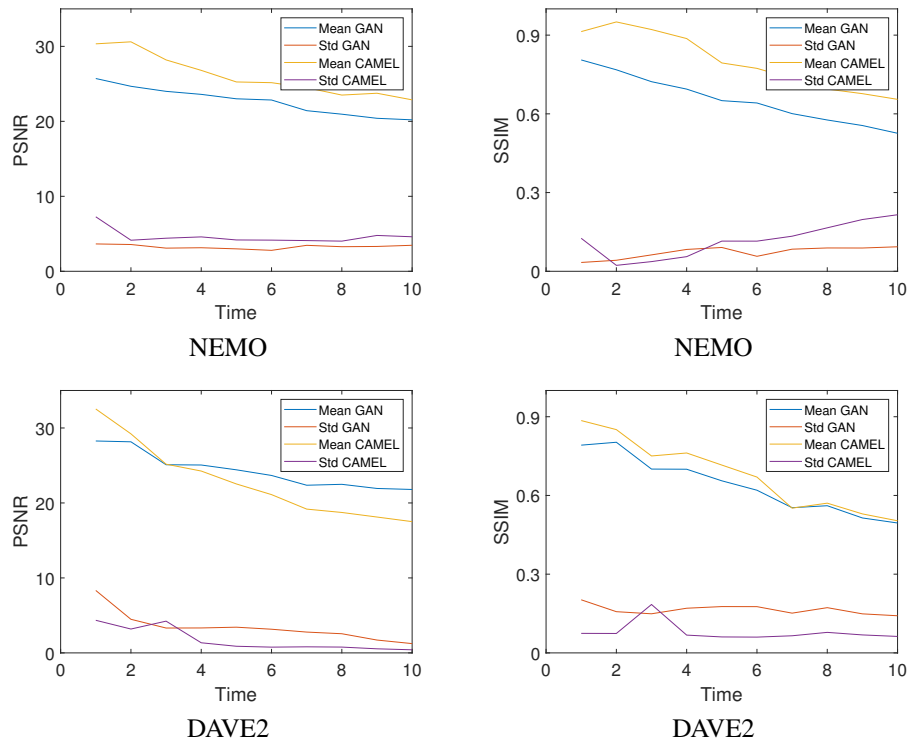 30
20
10
0
PSNR
0 2 4 6 8 10
Time
Mean GAN
Std GAN
Mean CAMEL
Std CAMEL
NEMO
0.9
0.6
0.3
0
SSIM
0 2 4 6 8 10
Time
Mean GAN
Std GAN
Mean CAMEL
Std CAMEL
NEMO
30
20
10
0
PSNR
0 2 4 6 8 10
Time
Mean GAN
Std GAN
Mean CAMEL
Std CAMEL
DAVE2
0.9
0.6
0.3
0
SSIM
0 2 4 6 8 10
Time
Mean GAN
Std GAN
Mean CAMEL
Std CAMEL
DAVE2